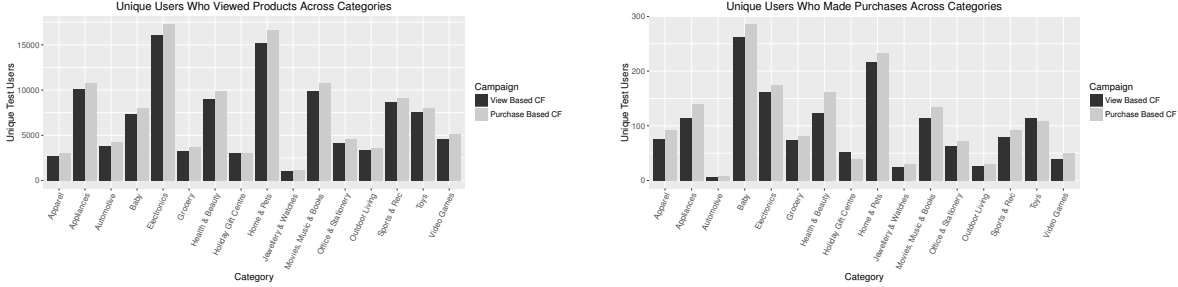 Unique Users Who Viewed Products Across Categories
Unique Test Users
15000
10000
5000
0
Apparel
Appliances
Automotive
Baby
Electronics
Grocery
Health & Beauty
Holiday Gift Centre
Home & Pets
Jewellery & Watches
Movies, Music & Books
Office & Stationery
Outdoor Living
Sports & Rec
Toys
Video Games
Category
Campaign
View Based CF
Purchase Based CF
Unique Users Who Made Purchases Across Categories
Unique Test Users
300
200
100
0
Apparel
Appliances
Automotive
Baby
Electronics
Grocery
Health & Beauty
Holiday Gift Centre
Home & Pets
Jewellery & Watches
Movies, Music & Books
Office & Stationery
Outdoor Living
Sports & Rec
Toys
Video Games
Category
Campaign
View Based CF
Purchase Based CF